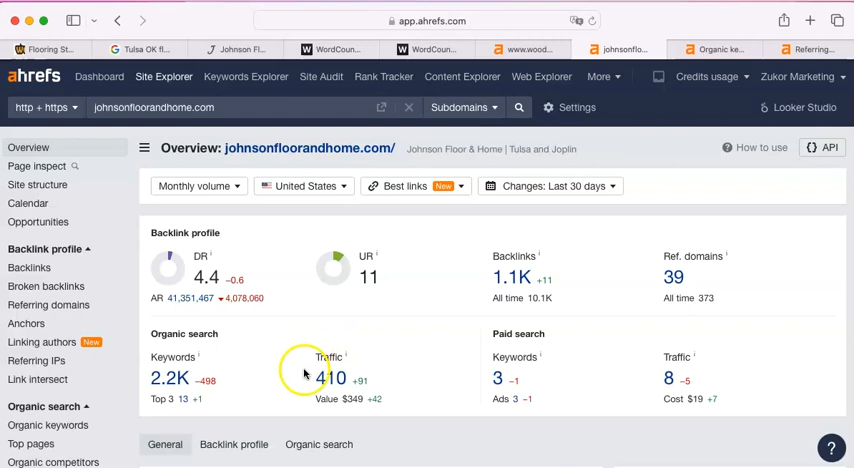 app.ahrefs.com
Flooring St...
Tulsa OK fl...
Johnson Fl...
WordCoun...
WordCoun...
www.wood...
johnsonflo...
Organic ke...
Referring...
ahrefs
Dashboard
Site Explorer
Keywords Explorer
Site Audit
Rank Tracker
Content Explorer
Web Explorer
More
Credits usage
Zukor Marketing
http + https
johnsonfloorandhome.com
Subdomains
Settings
Looker Studio
Overview
Page inspect
Site structure
Calendar
Opportunities
Backlink profile
Backlinks
Broken backlinks
Referring domains
Anchors
Linking authors New
Referring IPs
Link intersect
Organic search
Organic keywords
Top pages
Organic competitors
Overview: johnsonfloorandhome.com/ Johnson Floor & Home | Tulsa and Joplin
How to use
{} API
Monthly volume
United States
Best links New
Changes: Last 30 days
Backlink profile
DR i
4.4 -0.6
AR 41,351,467 4,078,060
UR i
11
Backlinks i
1.1K +11
All time 10.1K
Ref. domains i
39
All time 373
Organic search
Keywords i
2.2K -498
Top 3 13 +1
Traffic i
410 +91
Value $349 +42
Paid search
Keywords i
3 -1
Ads 3 -1
Traffic i
8 -5
Cost $19 +7
General
Backlink profile
Organic search
?